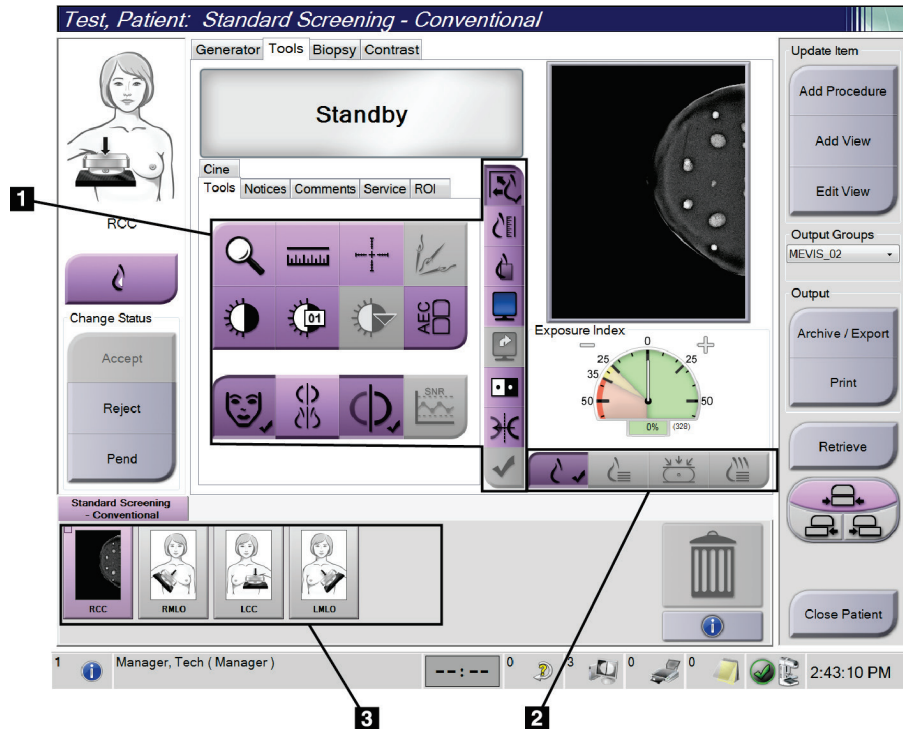 Test, Patient: Standard Screening - Conventional
Generator Tools Biopsy Contrast
Standby
Cine
Tools Notices Comments Service ROI
1
RCC
01
AEC
SNR
Change Status
Accept
Reject
Pend
Exposure Index
0
25 25
35
50 50
0% (328)
Update Item
Add Procedure
Add View
Edit View
Output Groups
MEVIS_02
Output
Archive / Export
Print
Retrieve
Close Patient
Standard Screening
- Conventional
RCC RMLO LCC LMLO
1 Manager, Tech ( Manager ) --:-- 0 3 0 0 2:43:10 PM
3 2